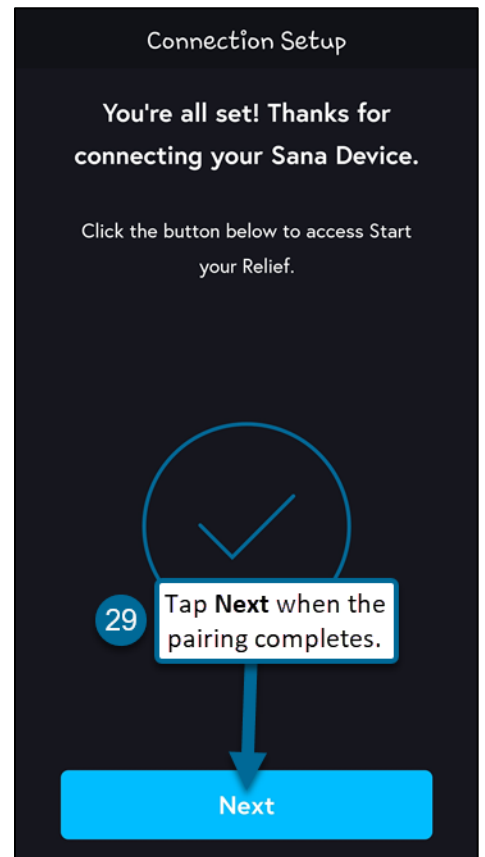 Connection Setup
You're all set! Thanks for
connecting your Sana Device.
Click the button below to access Start
your Relief.
29
Tap Next when the
pairing completes.
Next